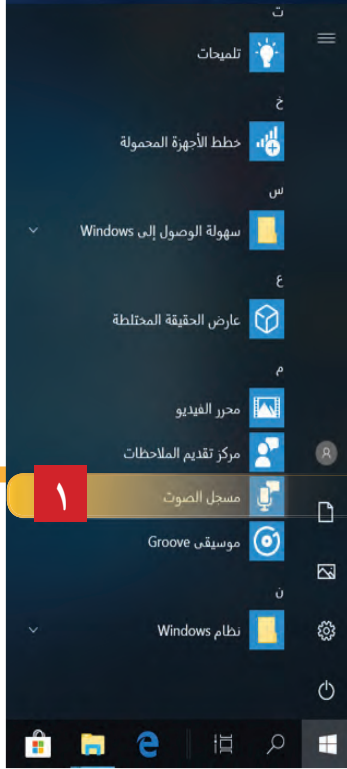 ت
تلميحات
خ
خطط الأجهزة المحمولة
س
سهولة الوصول إلى Windows
ع
عارض الحقيقة المختلطة
م
محرر الفيديو
مركز تقديم الملاحظات
١
مسجل الصوت
موسيقى Groove
ن
نظام Windows